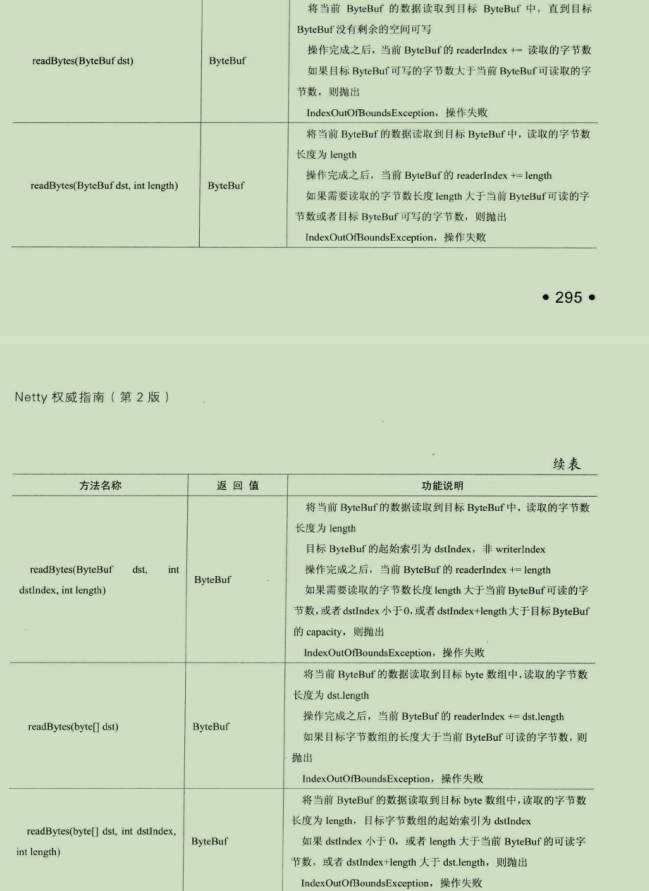 将当前 ByteBuf 的数据读取到目标 ByteBuf 中，直到目标
ByteBuf 没有剩余的空间可写
readBytes(ByteBuf dst)
ByteBuf
操作完成之后，当前 ByteBuf 的 readerIndex += 读取的字节数
如果目标 ByteBuf 可写的字节数大于当前 ByteBuf 可读取的字
节数，则抛出
IndexOutOfBoundsException，操作失败
将当前 ByteBuf 的数据读取到目标 ByteBuf 中，读取的字节数
长度为 length
readBytes(ByteBuf dst, int length)
ByteBuf
操作完成之后，当前 ByteBuf 的 readerIndex += length
如果需要读取的字节数长度 length 大于当前 ByteBuf 可读的字
节数或者目标 ByteBuf 可写的字节数，则抛出
IndexOutOfBoundsException，操作失败
• 295 •
Netty 权威指南（第 2 版）
续表
方法名称
返 回 值
功能说明
readBytes(ByteBuf dst, int
dstIndex, int length)
ByteBuf
将当前 ByteBuf 的数据读取到目标 ByteBuf 中，读取的字节数
长度为 length
目标 ByteBuf 的起始索引为 dstIndex，非 writerIndex
操作完成之后，当前 ByteBuf 的 readerIndex += length
如果需要读取的字节数长度 length 大于当前 ByteBuf 可读的字
节数，或者 dstIndex 小于 0，或者 dstIndex+length 大于目标 ByteBuf
的 capacity，则抛出
IndexOutOfBoundsException，操作失败
readBytes(byte[] dst)
ByteBuf
将当前 ByteBuf 的数据读取到目标 byte 数组中，读取的字节数
长度为 dst.length
操作完成之后，当前 ByteBuf 的 readerIndex += dst.length
如果目标字节数组的长度大于当前 ByteBuf 可读的字节数，则
抛出
IndexOutOfBoundsException，操作失败
readBytes(byte[] dst, int dstIndex,
int length)
ByteBuf
将当前 ByteBuf 的数据读取到目标 byte 数组中，读取的字节数
长度为 length，目标字节数组的起始索引为 dstIndex
如果 dstIndex 小于 0，或者 length 大于当前 ByteBuf 的可读字
节数，或者 dstIndex+length 大于 dst.length，则抛出
IndexOutOfBoundsException，操作失败